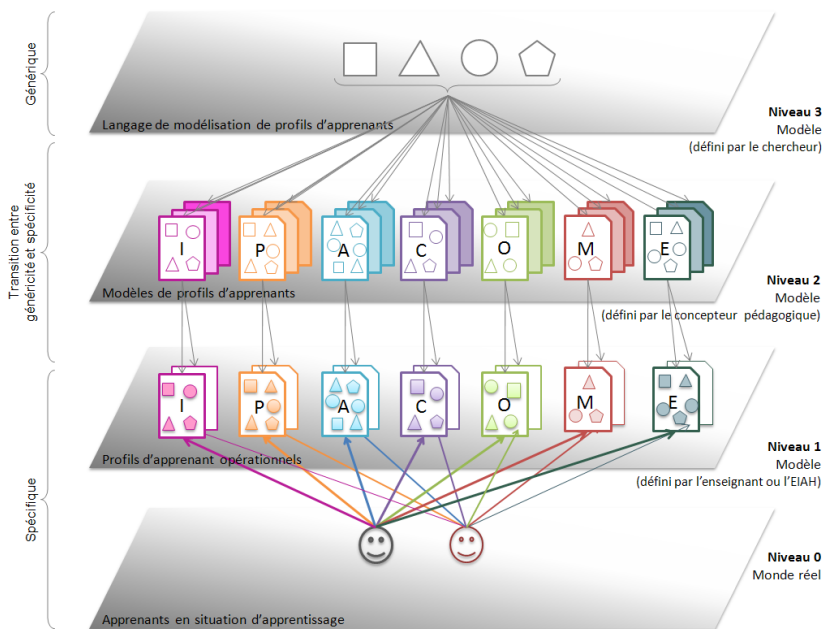 Générique
Langage de modélisation de profils d'apprenants
Niveau 3
Modèle
(défini par le chercheur)
Transition entre
généricité et spécificité
I
P
A
C
O
M
E
Modèles de profils d'apprenants
Niveau 2
Modèle
(défini par le concepteur pédagogique)
I
P
A
C
O
M
E
Profils d'apprenant opérationnels
Niveau 1
Modèle
(défini par l'enseignant ou l'EIAH)
Spécifique
Niveau 0
Monde réel
Apprenants en situation d'apprentissage